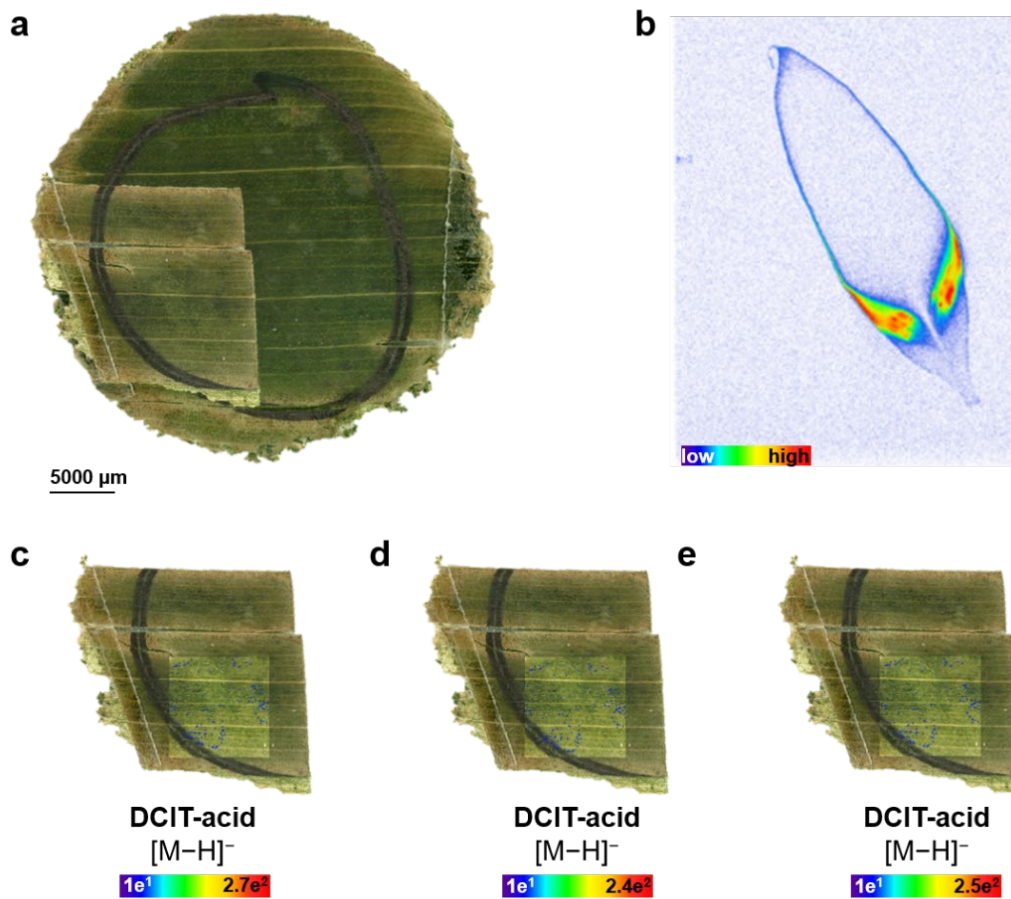 a
b
5000 µm
low high
c
d
e
DCIT-acid
[M−H]⁻
1e¹ 2.7e²
DCIT-acid
[M−H]⁻
1e¹ 2.4e²
DCIT-acid
[M−H]⁻
1e¹ 2.5e²